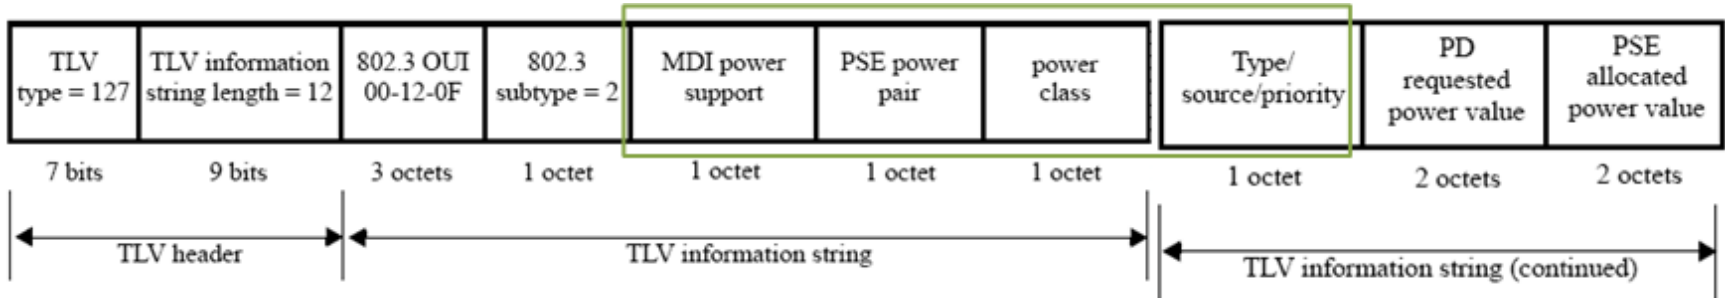 TLV
type = 127
TLV information
string length = 12
802.3 OUI
00-12-0F
802.3
subtype = 2
MDI power
support
PSE power
pair
power
class
Type/
source/priority
PD
requested
power value
PSE
allocated
power value
7 bits
9 bits
3 octets
1 octet
1 octet
1 octet
1 octet
1 octet
2 octets
2 octets
TLV header
TLV information string
TLV information string (continued)